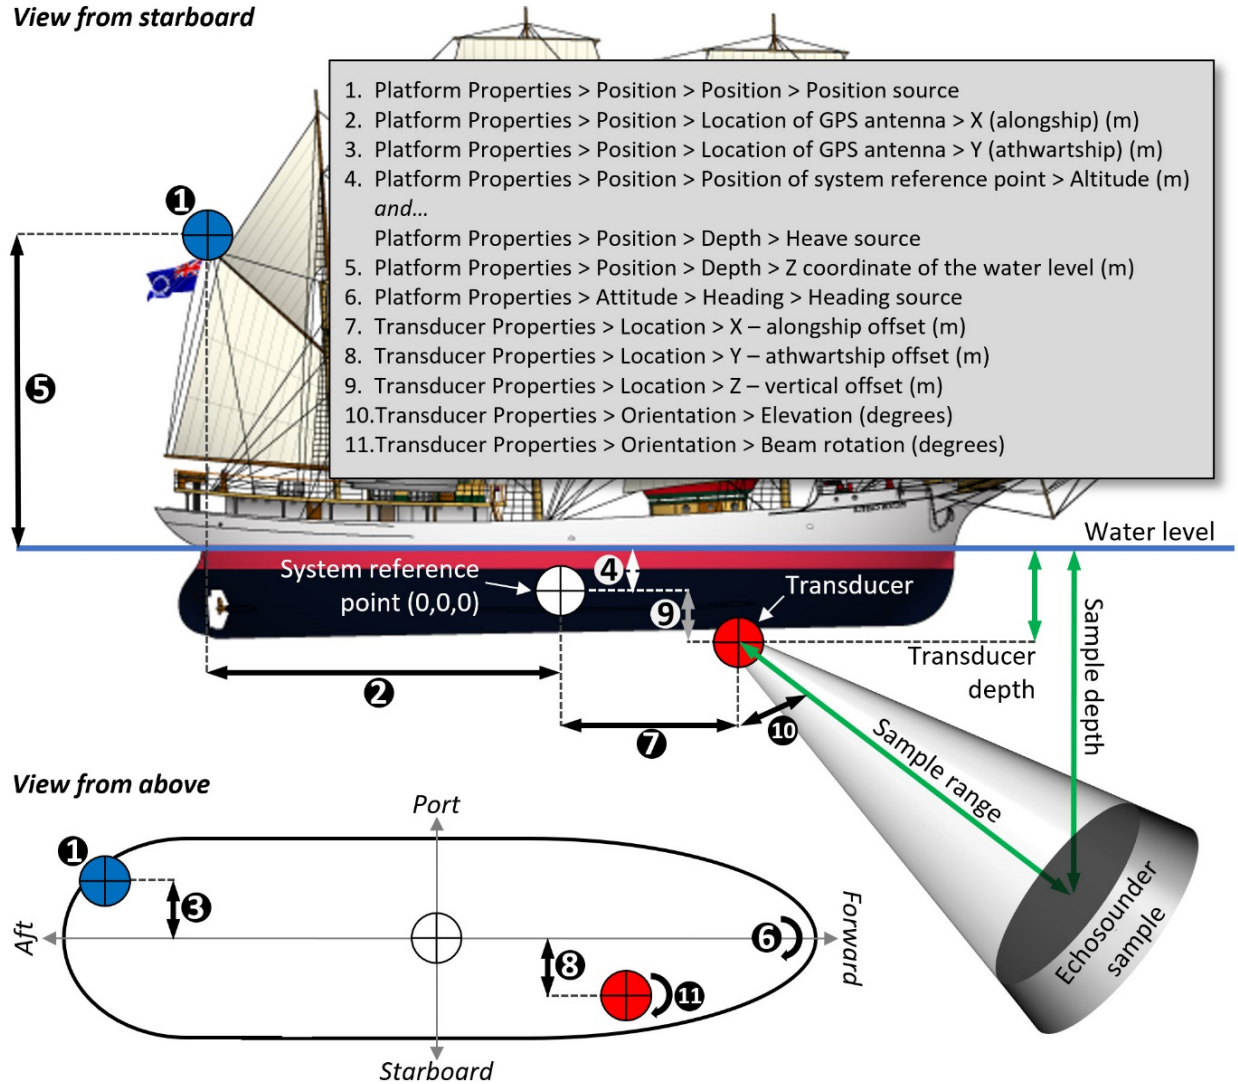 View from starboard
1. Platform Properties > Position > Position > Position source
2. Platform Properties > Position > Location of GPS antenna > X (alongship) (m)
3. Platform Properties > Position > Location of GPS antenna > Y (athwartship) (m)
4. Platform Properties > Position > Position of system reference point > Altitude (m)
and...
Platform Properties > Position > Depth > Heave source
5. Platform Properties > Position > Depth > Z coordinate of the water level (m)
6. Platform Properties > Attitude > Heading > Heading source
7. Transducer Properties > Location > X – alongship offset (m)
8. Transducer Properties > Location > Y – athwartship offset (m)
9. Transducer Properties > Location > Z – vertical offset (m)
10.Transducer Properties > Orientation > Elevation (degrees)
11.Transducer Properties > Orientation > Beam rotation (degrees)
1
5
Water level
System reference
point (0,0,0)
4
9
Transducer
Transducer
depth
Sample depth
2
7
10
Sample range
Echosounder
sample
View from above
Port
1
3
Aft
6
Forward
8
11
Starboard